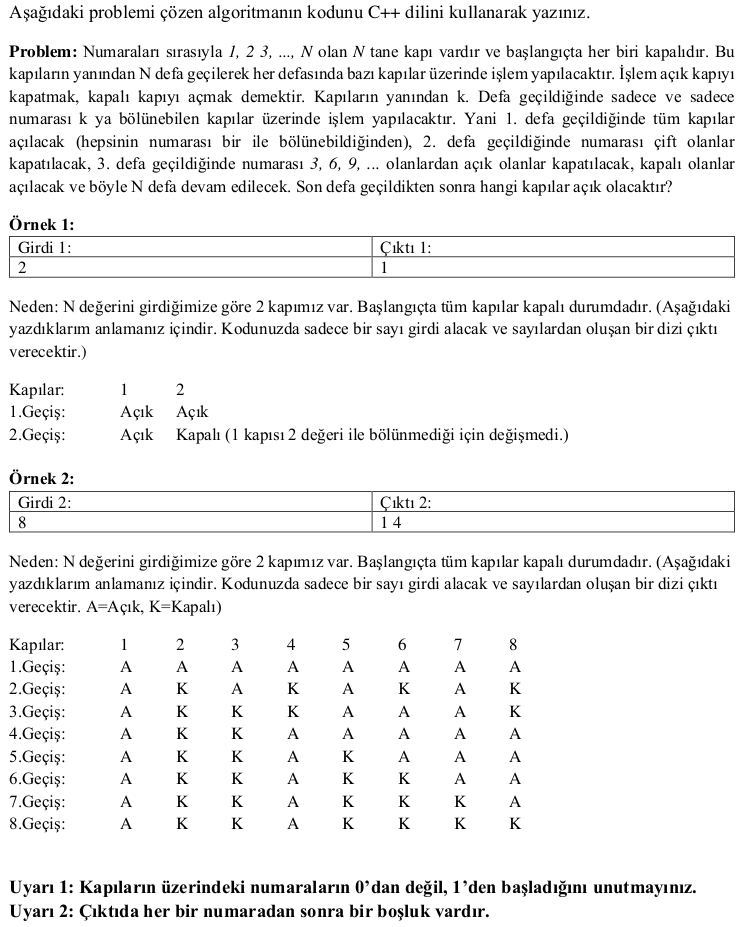 Aşağıdaki problemi çözen algoritmanın kodunu C++ dilini kullanarak yazınız.
Problem: Numaraları sırasıyla 1, 2 3, ..., N olan N tane kapı vardır ve başlangıçta her biri kapalıdır. Bu
kapıların yanından N defa geçilerek her defasında bazı kapılar üzerinde işlem yapılacaktır. İşlem açık kapıyı
kapatmak, kapalı kapıyı açmak demektir. Kapıların yanından k. Defa geçildiğinde sadece ve sadece
numarası k ya bölünebilen kapılar üzerinde işlem yapılacaktır. Yani 1. defa geçildiğinde tüm kapılar
açılacak (hepsinin numarası bir ile bölünebildiğinden), 2. defa geçildiğinde numarası çift olanlar
kapatılacak, 3. defa geçildiğinde numarası 3, 6, 9, ... olanlardan açık olanlar kapatılacak, kapalı olanlar
açılacak ve böyle N defa devam edilecek. Son defa geçildikten sonra hangi kapılar açık olacaktır?
Örnek 1:
Girdi 1: Çıktı 1:
2 1
Neden: N değerini girdiğimize göre 2 kapımız var. Başlangıçta tüm kapılar kapalı durumdadır. (Aşağıdaki
yazdıklarım anlamanız içindir. Kodunuzda sadece bir sayı girdi alacak ve sayılardan oluşan bir dizi çıktı
verecektir.)
Kapılar: 1 2
1.Geçiş: Açık Açık
2.Geçiş: Açık Kapalı (1 kapısı 2 değeri ile bölünmediği için değişmedi.)
Örnek 2:
Girdi 2: Çıktı 2:
8 1 4
Neden: N değerini girdiğimize göre 2 kapımız var. Başlangıçta tüm kapılar kapalı durumdadır. (Aşağıdaki
yazdıklarım anlamanız içindir. Kodunuzda sadece bir sayı girdi alacak ve sayılardan oluşan bir dizi çıktı
verecektir. A=Açık, K=Kapalı)
Kapılar: 1 2 3 4 5 6 7 8
1.Geçiş: A A A A A A A A
2.Geçiş: A K A K A K A K
3.Geçiş: A K K K A A A K
4.Geçiş: A K K A A A A A
5.Geçiş: A K K A K A A A
6.Geçiş: A K K A K K A A
7.Geçiş: A K K A K K K A
8.Geçiş: A K K A K K K K
Uyarı 1: Kapıların üzerindeki numaraların 0’dan değil, 1’den başladığını unutmayınız.
Uyarı 2: Çıktıda her bir numaradan sonra bir boşluk vardır.